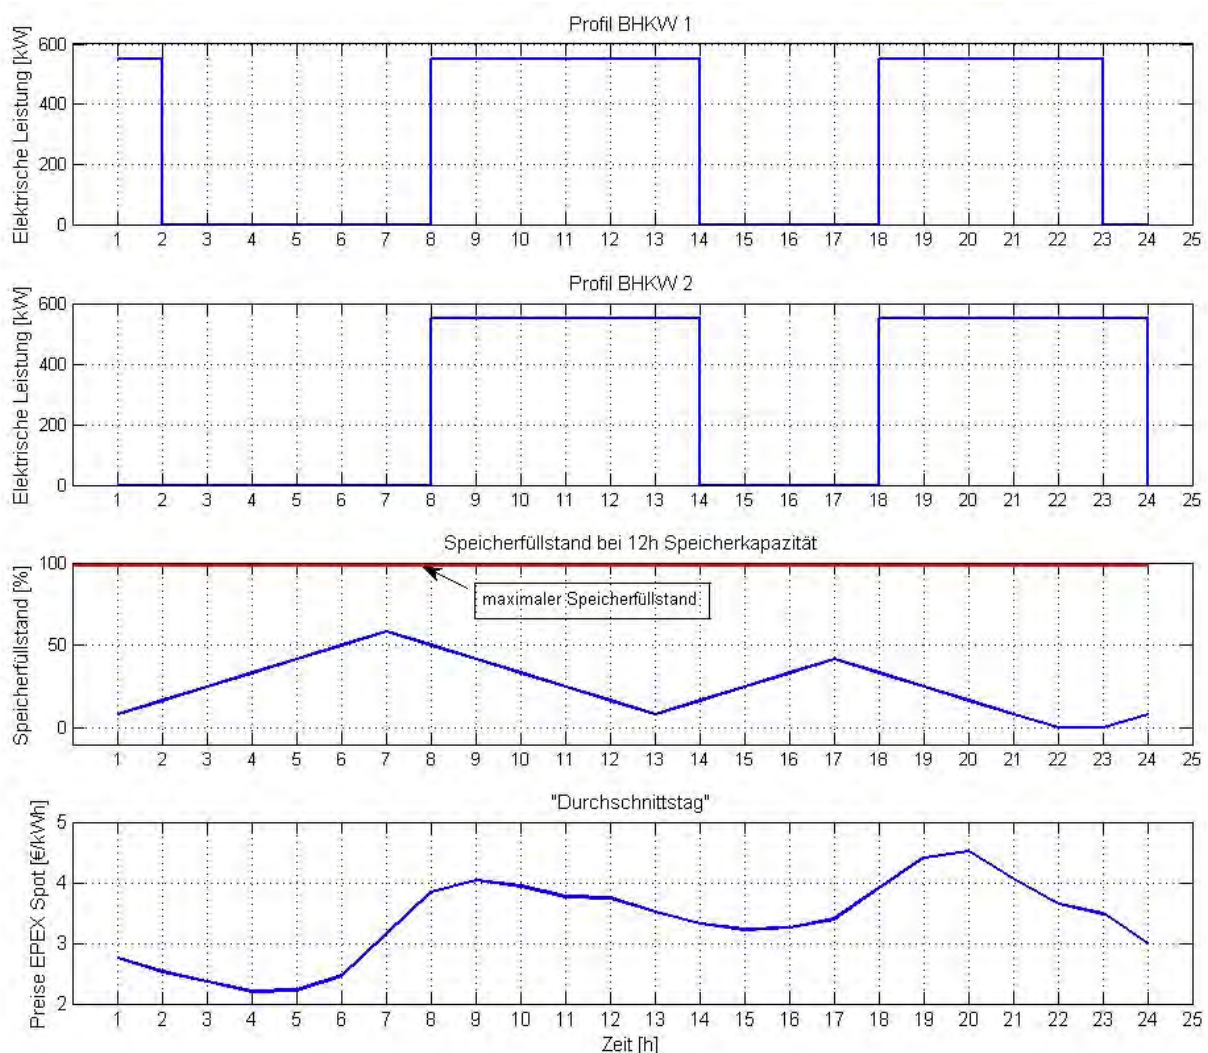 Profil BHKW 1
Elektrische Leistung [kW]
600
400
200
0
1 2 3 4 5 6 7 8 9 10 11 12 13 14 15 16 17 18 19 20 21 22 23 24 25
Profil BHKW 2
Elektrische Leistung [kW]
600
400
200
0
1 2 3 4 5 6 7 8 9 10 11 12 13 14 15 16 17 18 19 20 21 22 23 24 25
Speicherfüllstand bei 12h Speicherkapazität
Speicherfüllstand [%]
100
50
0
maximaler Speicherfüllstand
1 2 3 4 5 6 7 8 9 10 11 12 13 14 15 16 17 18 19 20 21 22 23 24 25
"Durchschnittstag"
Preise EPEX Spot [€/kWh]
5
4
3
2
1 2 3 4 5 6 7 8 9 10 11 12 13 14 15 16 17 18 19 20 21 22 23 24 25
Zeit [h]